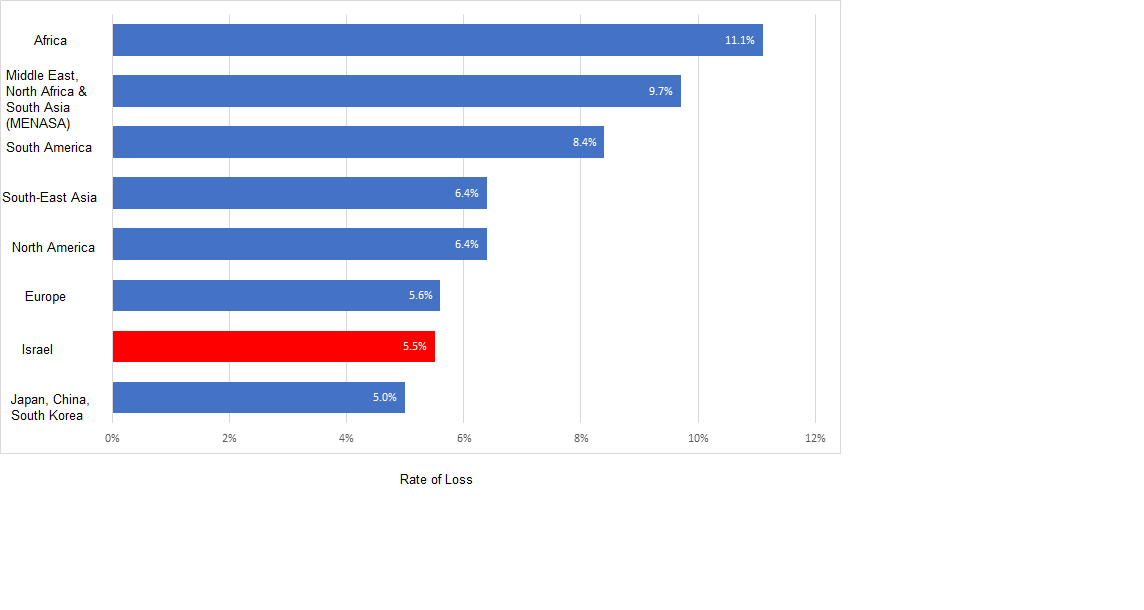 Africa
11.1%
Middle East,
North Africa &
South Asia
(MENASA)
9.7%
South America
8.4%
South-East Asia
6.4%
North America
6.4%
Europe
5.6%
Israel
5.5%
Japan, China,
South Korea
5.0%
0% 2% 4% 6% 8% 10% 12%
Rate of Loss